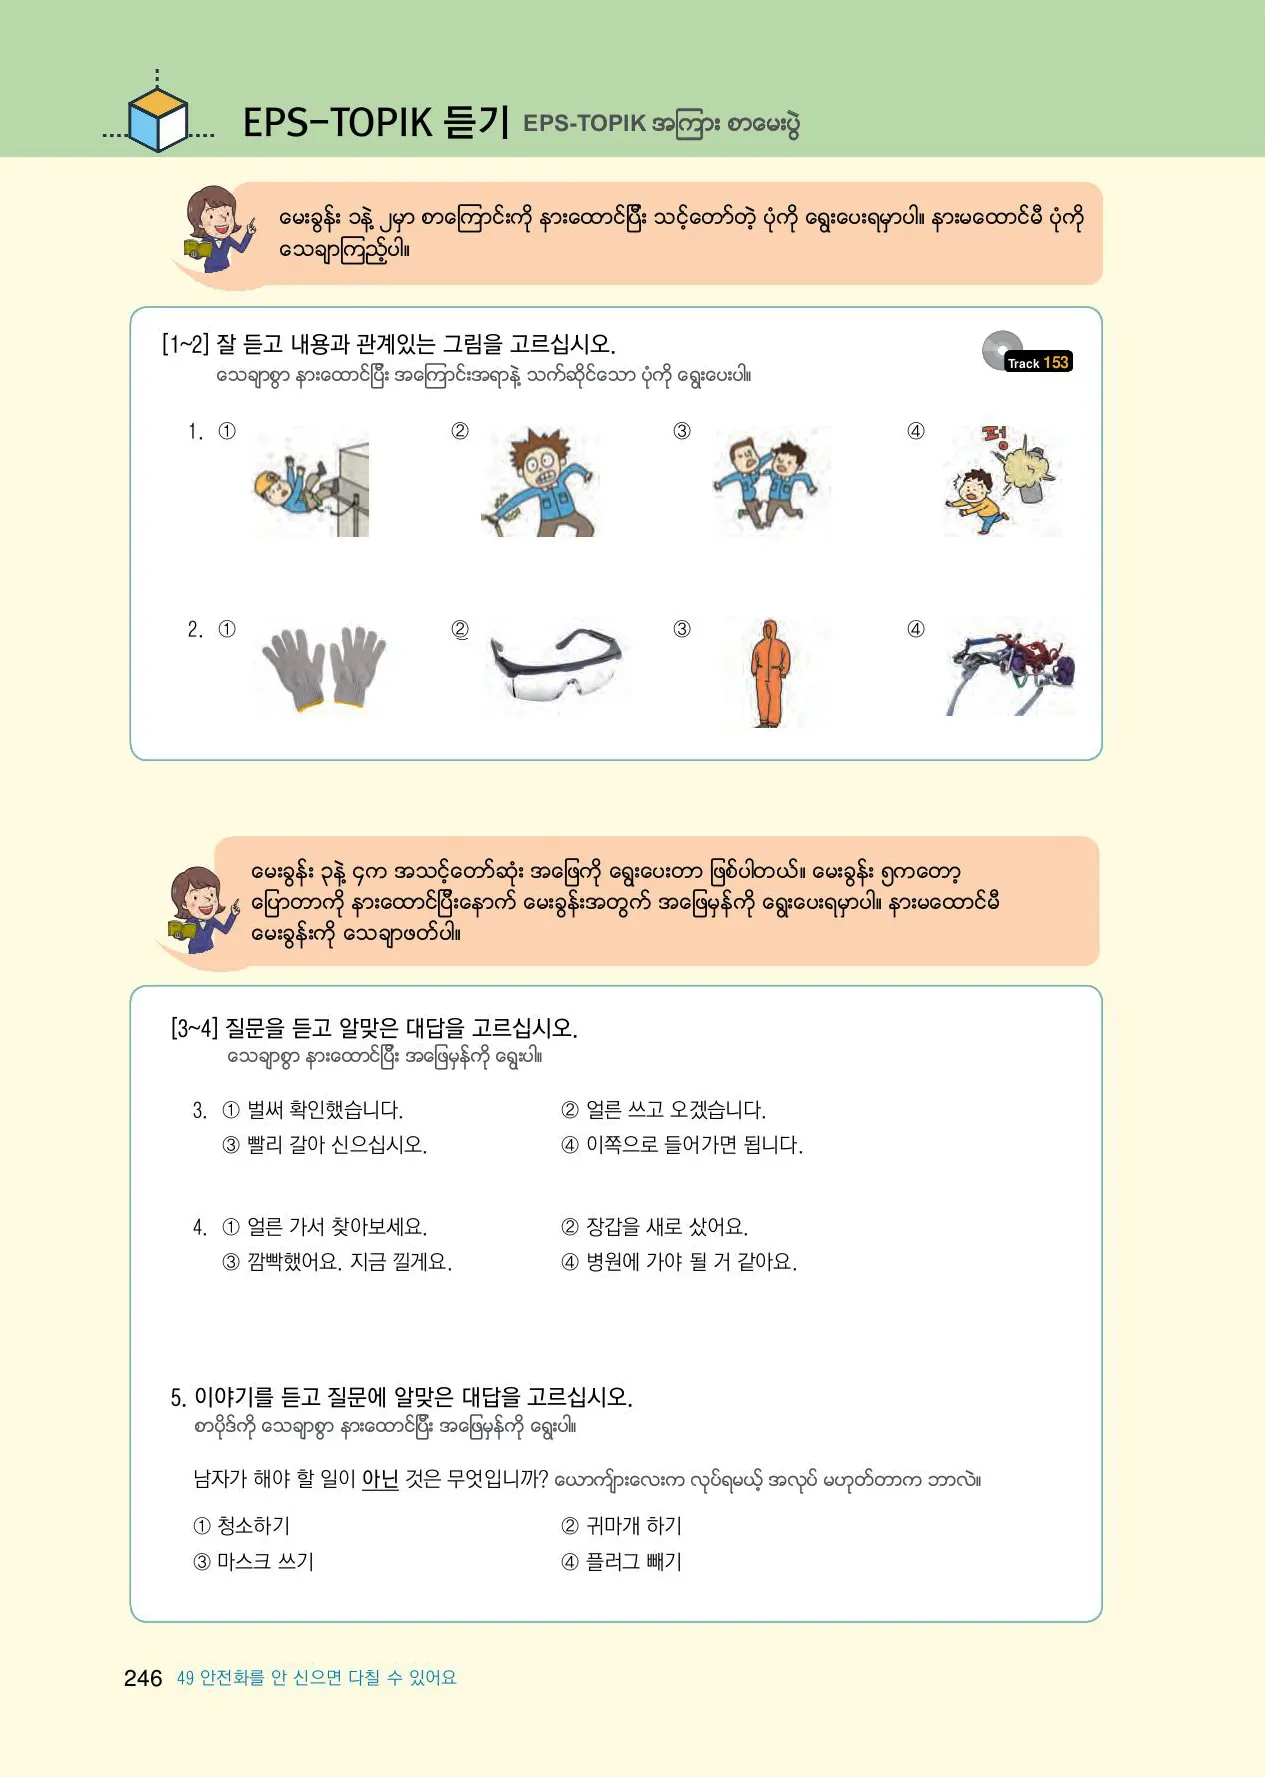 EPS-TOPIK 듣기 EPS-TOPIK အကြား စာမေးပွဲ
မေးခွန်း ၁နဲ့ ၂မှာ စာကြောင်းကို နားထောင်ပြီး သင့်တော်တဲ့ ပုံကို ရွေးပေးရမှာပါ။ နားမထောင်မီ ပုံကို
သေချာကြည့်ပါ။
[1~2] 잘 듣고 내용과 관계있는 그림을 고르십시오.
Track 153
သေချာစွာ နားထောင်ပြီး အကြောင်းအရာနဲ့ သက်ဆိုင်သော ပုံကို ရွေးပေးပါ။
1. ① ② ③ ④
펑
2. ① ② ③ ④
မေးခွန်း ၃နဲ့ ၄က အသင့်တော်ဆုံး အဖြေကို ရွေးပေးတာ ဖြစ်ပါတယ်။ မေးခွန်း ၅ကတော့
ပြောတာကို နားထောင်ပြီးနောက် မေးခွန်းအတွက် အဖြေမှန်ကို ရွေးပေးရမှာပါ။ နားမထောင်မီ
မေးခွန်းကို သေချာဖတ်ပါ။
[3~4] 질문을 듣고 알맞은 대답을 고르십시오.
သေချာစွာ နားထောင်ပြီး အဖြေမှန်ကို ရွေးပါ။
3. ① 벌써 확인했습니다. ② 얼른 쓰고 오겠습니다.
③ 빨리 갈아 신으십시오. ④ 이쪽으로 들어가면 됩니다.
4. ① 얼른 가서 찾아보세요. ② 장갑을 새로 샀어요.
③ 깜빡했어요. 지금 낄게요. ④ 병원에 가야 될 거 같아요.
5. 이야기를 듣고 질문에 알맞은 대답을 고르십시오.
စာပိုဒ်ကို သေချာစွာ နားထောင်ပြီး အဖြေမှန်ကို ရွေးပါ။
남자가 해야 할 일이 아닌 것은 무엇입니까? ယောကျ်ားလေးက လုပ်ရမယ့် အလုပ် မဟုတ်တာက ဘာလဲ။
① 청소하기 ② 귀마개 하기
③ 마스크 쓰기 ④ 플러그 빼기
246 49 안전화를 안 신으면 다칠 수 있어요